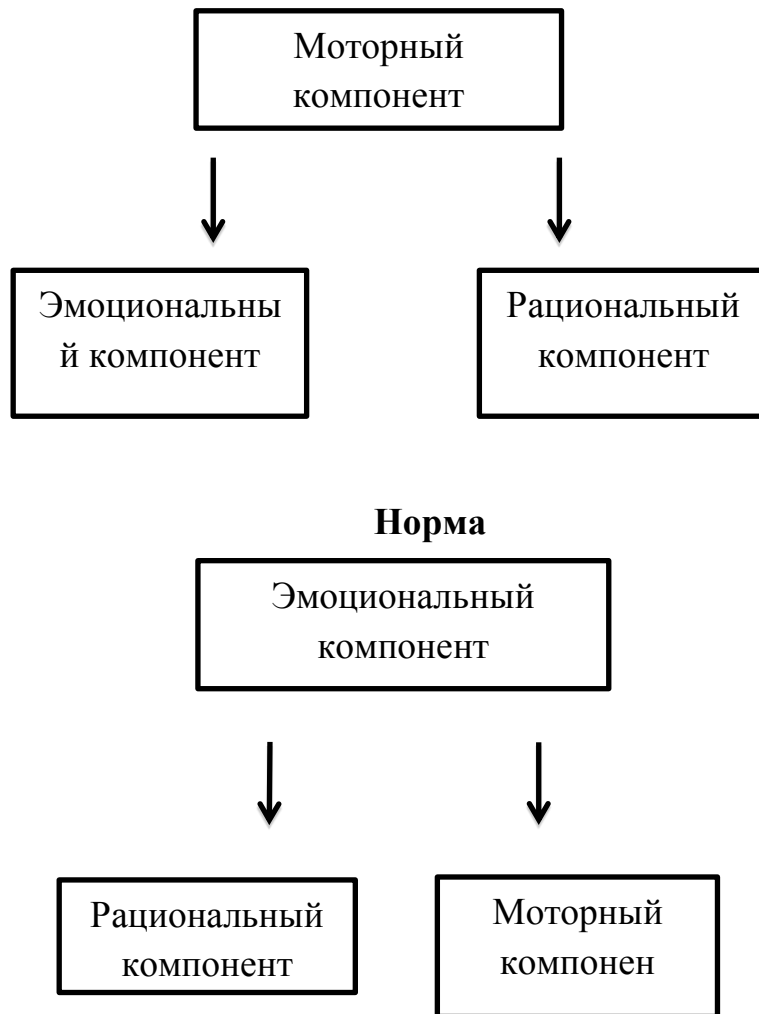 Моторный
компонент
Эмоциональны
й компонент
Рациональный
компонент
Норма
Эмоциональный
компонент
Рациональный
компонент
Моторный
компонен